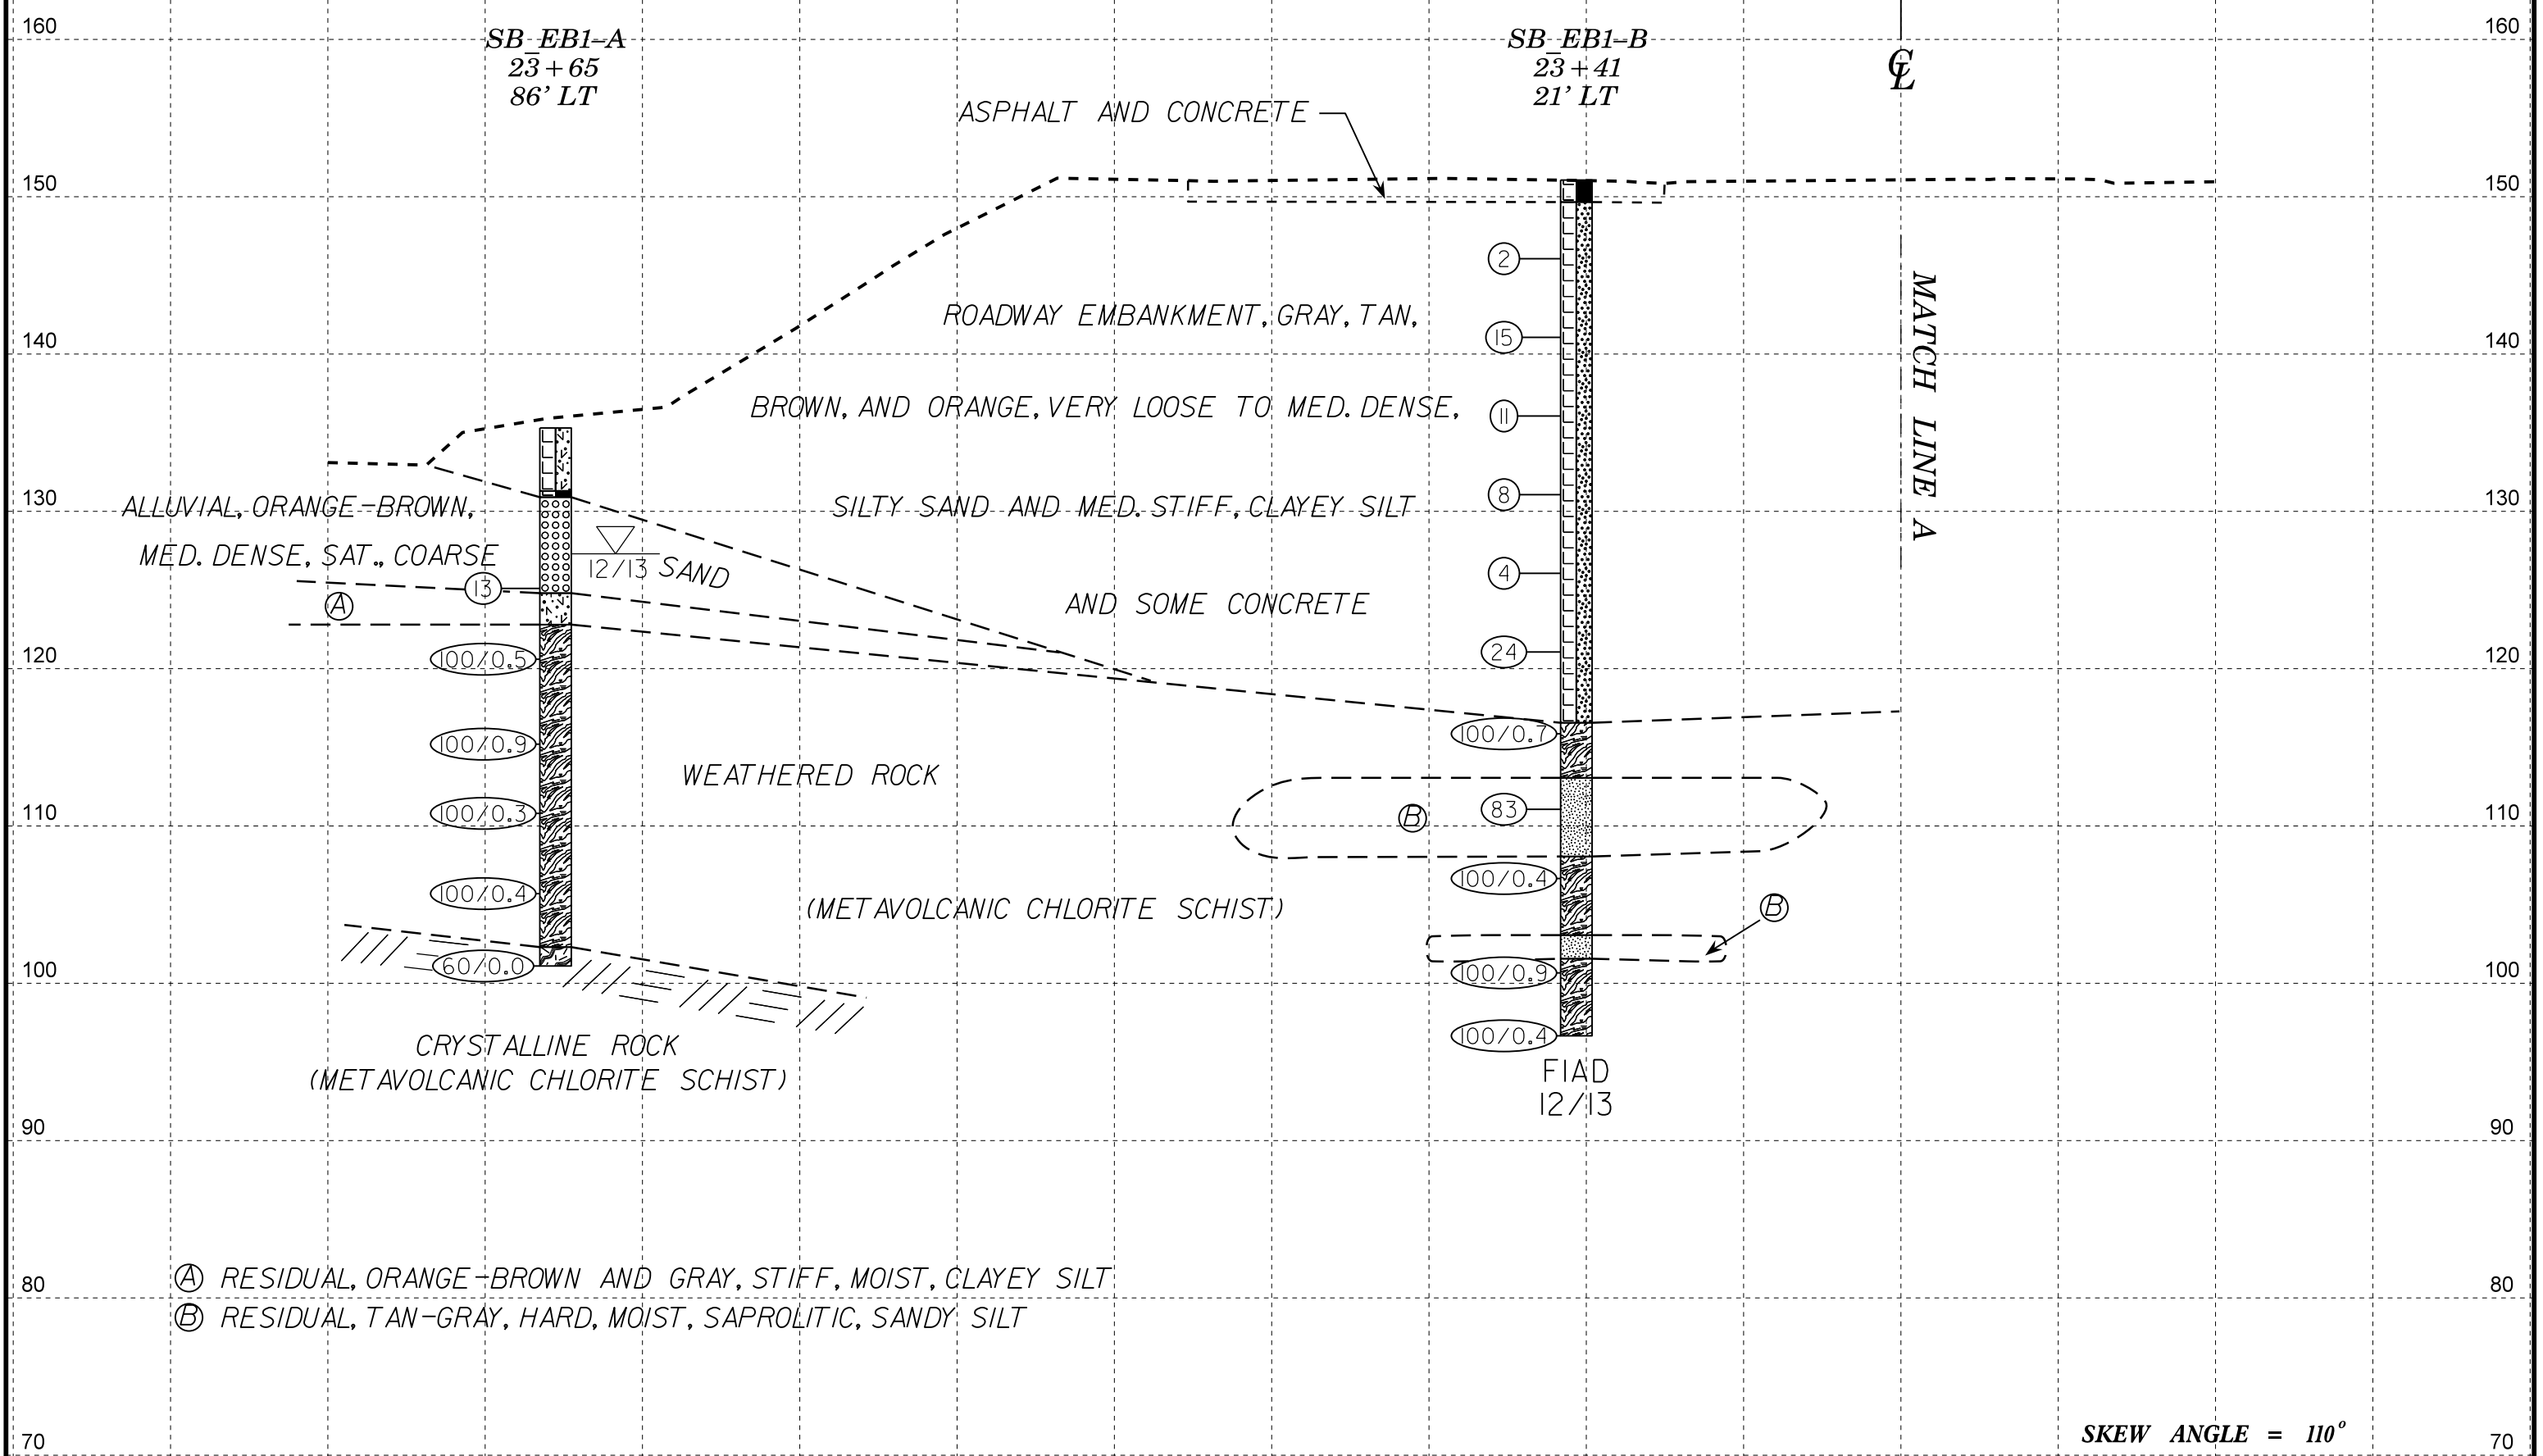 160
160
SB_EB1-A
23+65
86' LT
SB_EB1-B
23+41
21' LT
CL
ASPHALT AND CONCRETE
150
150
2
ROADWAY EMBANKMENT, GRAY, TAN,
15
140
140
MATCH LINE A
BROWN, AND ORANGE, VERY LOOSE TO MED. DENSE,
11
130
130
ALLUVIAL, ORANGE-BROWN,
SILTY SAND AND MED. STIFF, CLAYEY SILT
8
MED. DENSE, SAT., COARSE
12/13
SAND
13
4
A
AND SOME CONCRETE
120
120
100/0.5
24
100/0.9
100/0.7
WEATHERED ROCK
110
110
100/0.3
B
83
100/0.4
100/0.4
(METAVOLCANIC CHLORITE SCHIST)
B
100
100
60/0.0
100/0.9
CRYSTALLINE ROCK
(METAVOLCANIC CHLORITE SCHIST)
100/0.4
FIAD
12/13
90
90
80
80
A RESIDUAL, ORANGE-BROWN AND GRAY, STIFF, MOIST, CLAYEY SILT
B RESIDUAL, TAN-GRAY, HARD, MOIST, SAPROLITIC, SANDY SILT
70
70
SKEW ANGLE = 110°